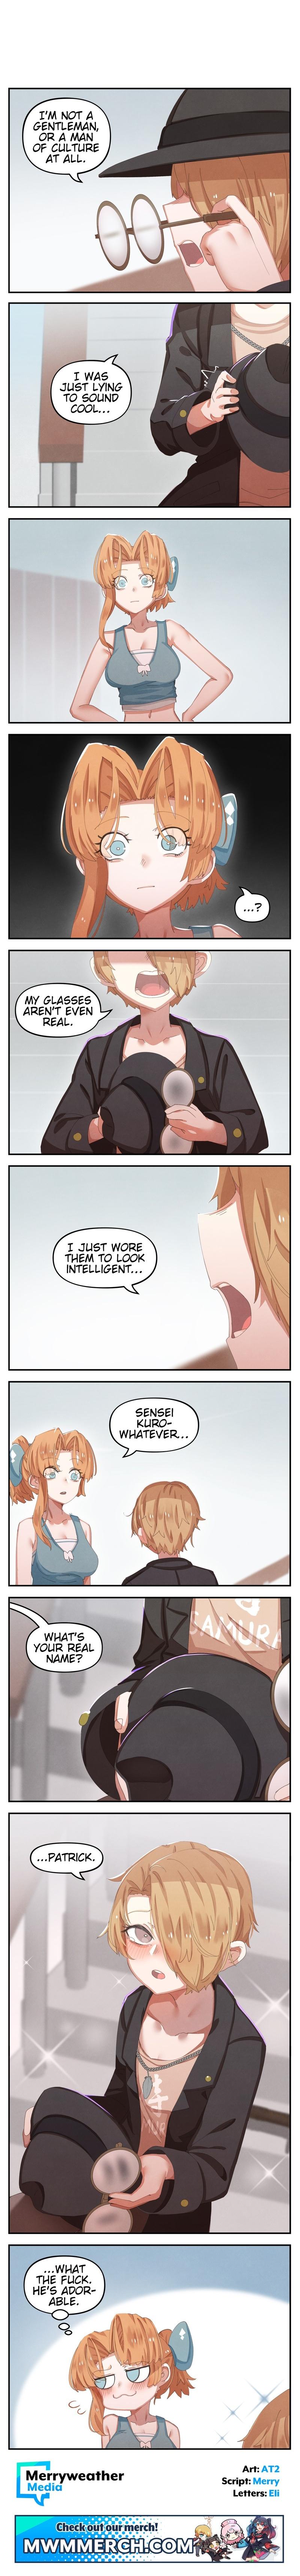 I'M NOT A
GENTLEMAN,
OR A MAN
OF CULTURE
AT ALL.
I WAS
JUST LYING
TO SOUND
COOL...
...?
MY GLASSES
AREN'T EVEN
REAL.
I JUST WORE
THEM TO LOOK
INTELLIGENT...
SENSEI
KURO-
WHATEVER...
WHAT'S
YOUR REAL
NAME?
SAMURA
...PATRICK.
...WHAT
THE FUCK.
HE'S ADOR-
ABLE.
Merryweather
Media
Art: AT2
Script: Merry
Letters: Eli
Check out our merch!
MWMMERCH.COM